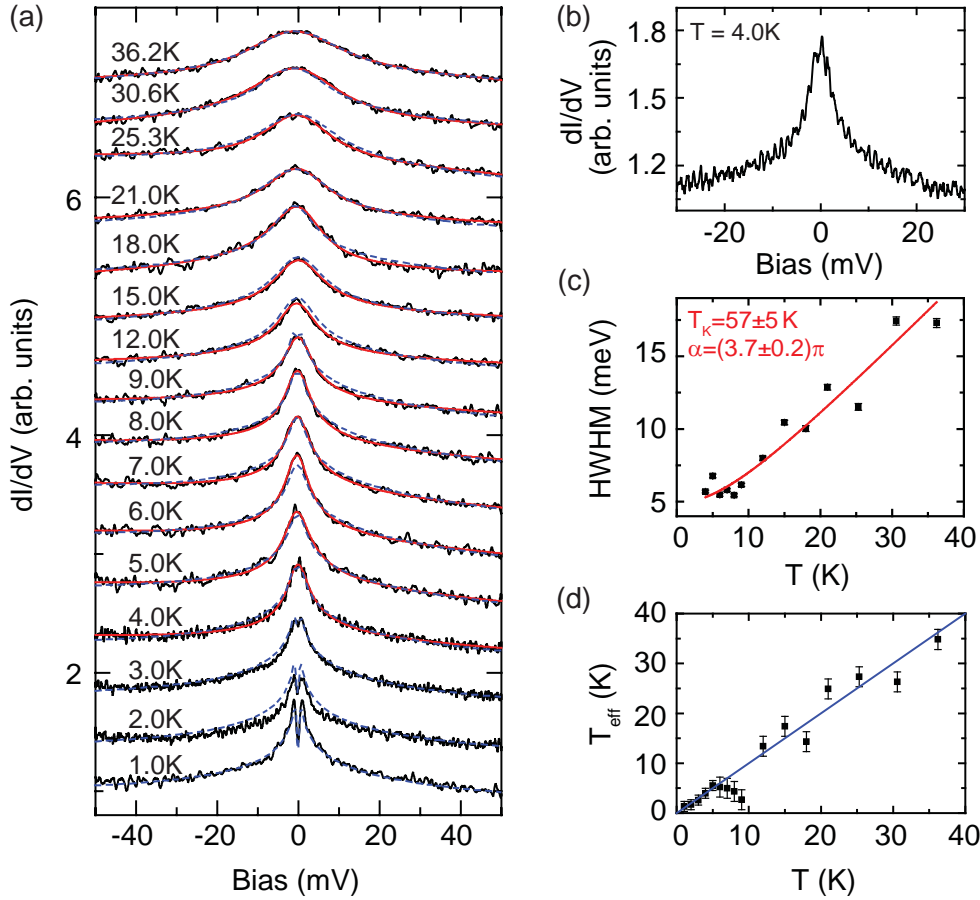 (a)
36.2K
30.6K
25.3K
21.0K
18.0K
15.0K
12.0K
9.0K
8.0K
7.0K
6.0K
5.0K
4.0K
3.0K
2.0K
1.0K
6
4
2
dI/dV (arb. units)
-40 -20 0 20 40
Bias (mV)
(b)
T = 4.0K
1.8
1.5
1.2
dI/dV
(arb. units)
-20 0 20
Bias (mV)
(c)
T_K=57±5 K
α=(3.7±0.2)π
15
10
5
HWHM (meV)
0 10 20 30 40
T (K)
(d)
40
30
20
10
0
T_eff (K)
0 10 20 30 40
T (K)